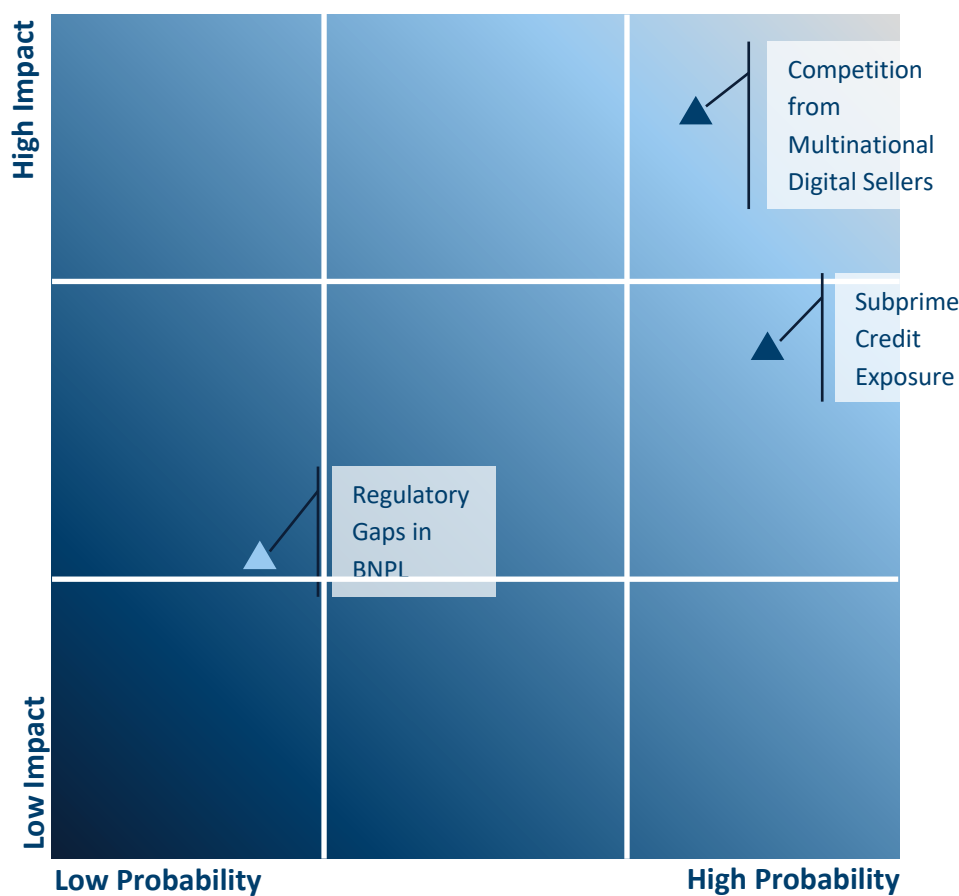 High Impact
Competition
from
Multinational
Digital Sellers
Subprime
Credit
Exposure
Regulatory
Gaps in
BNPL
Low Impact
Low Probability
High Probability